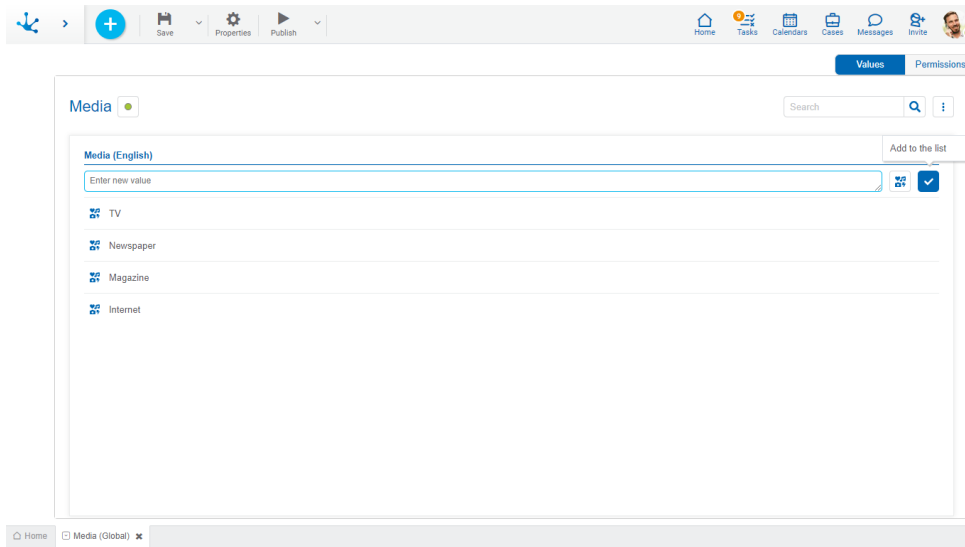 Save
Properties
Publish
Home
9
Tasks
Calendars
Cases
Messages
Invite
Values
Permissions
Media
Search
Add to the list
Media (English)
Enter new value
TV
Newspaper
Magazine
Internet
Home
Media (Global)